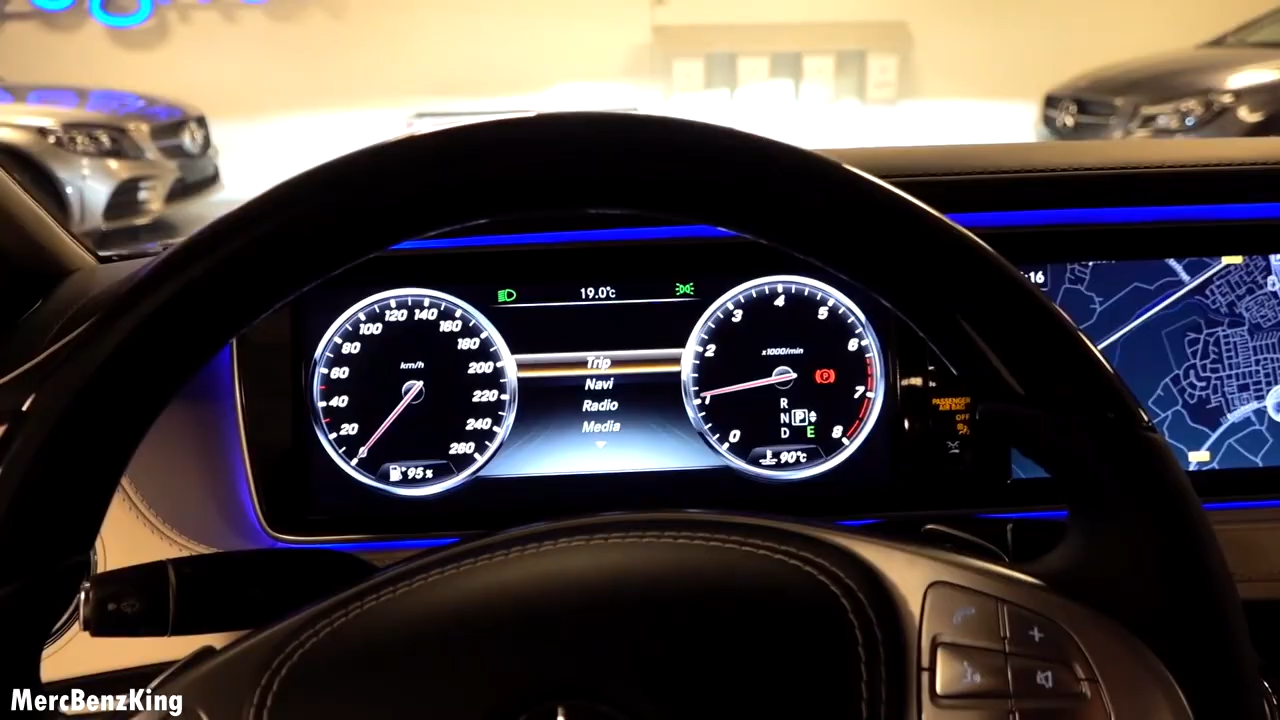 19.0°c
:16
km/h
20
40
60
80
100
120
140
160
180
200
220
240
260
95 %
Trip
Navi
Radio
Media
x1000/min
0
1
2
3
4
5
6
7
8
R
N P
D E
90°c
PASSENGER
AIR BAG
OFF
MercBenzKing